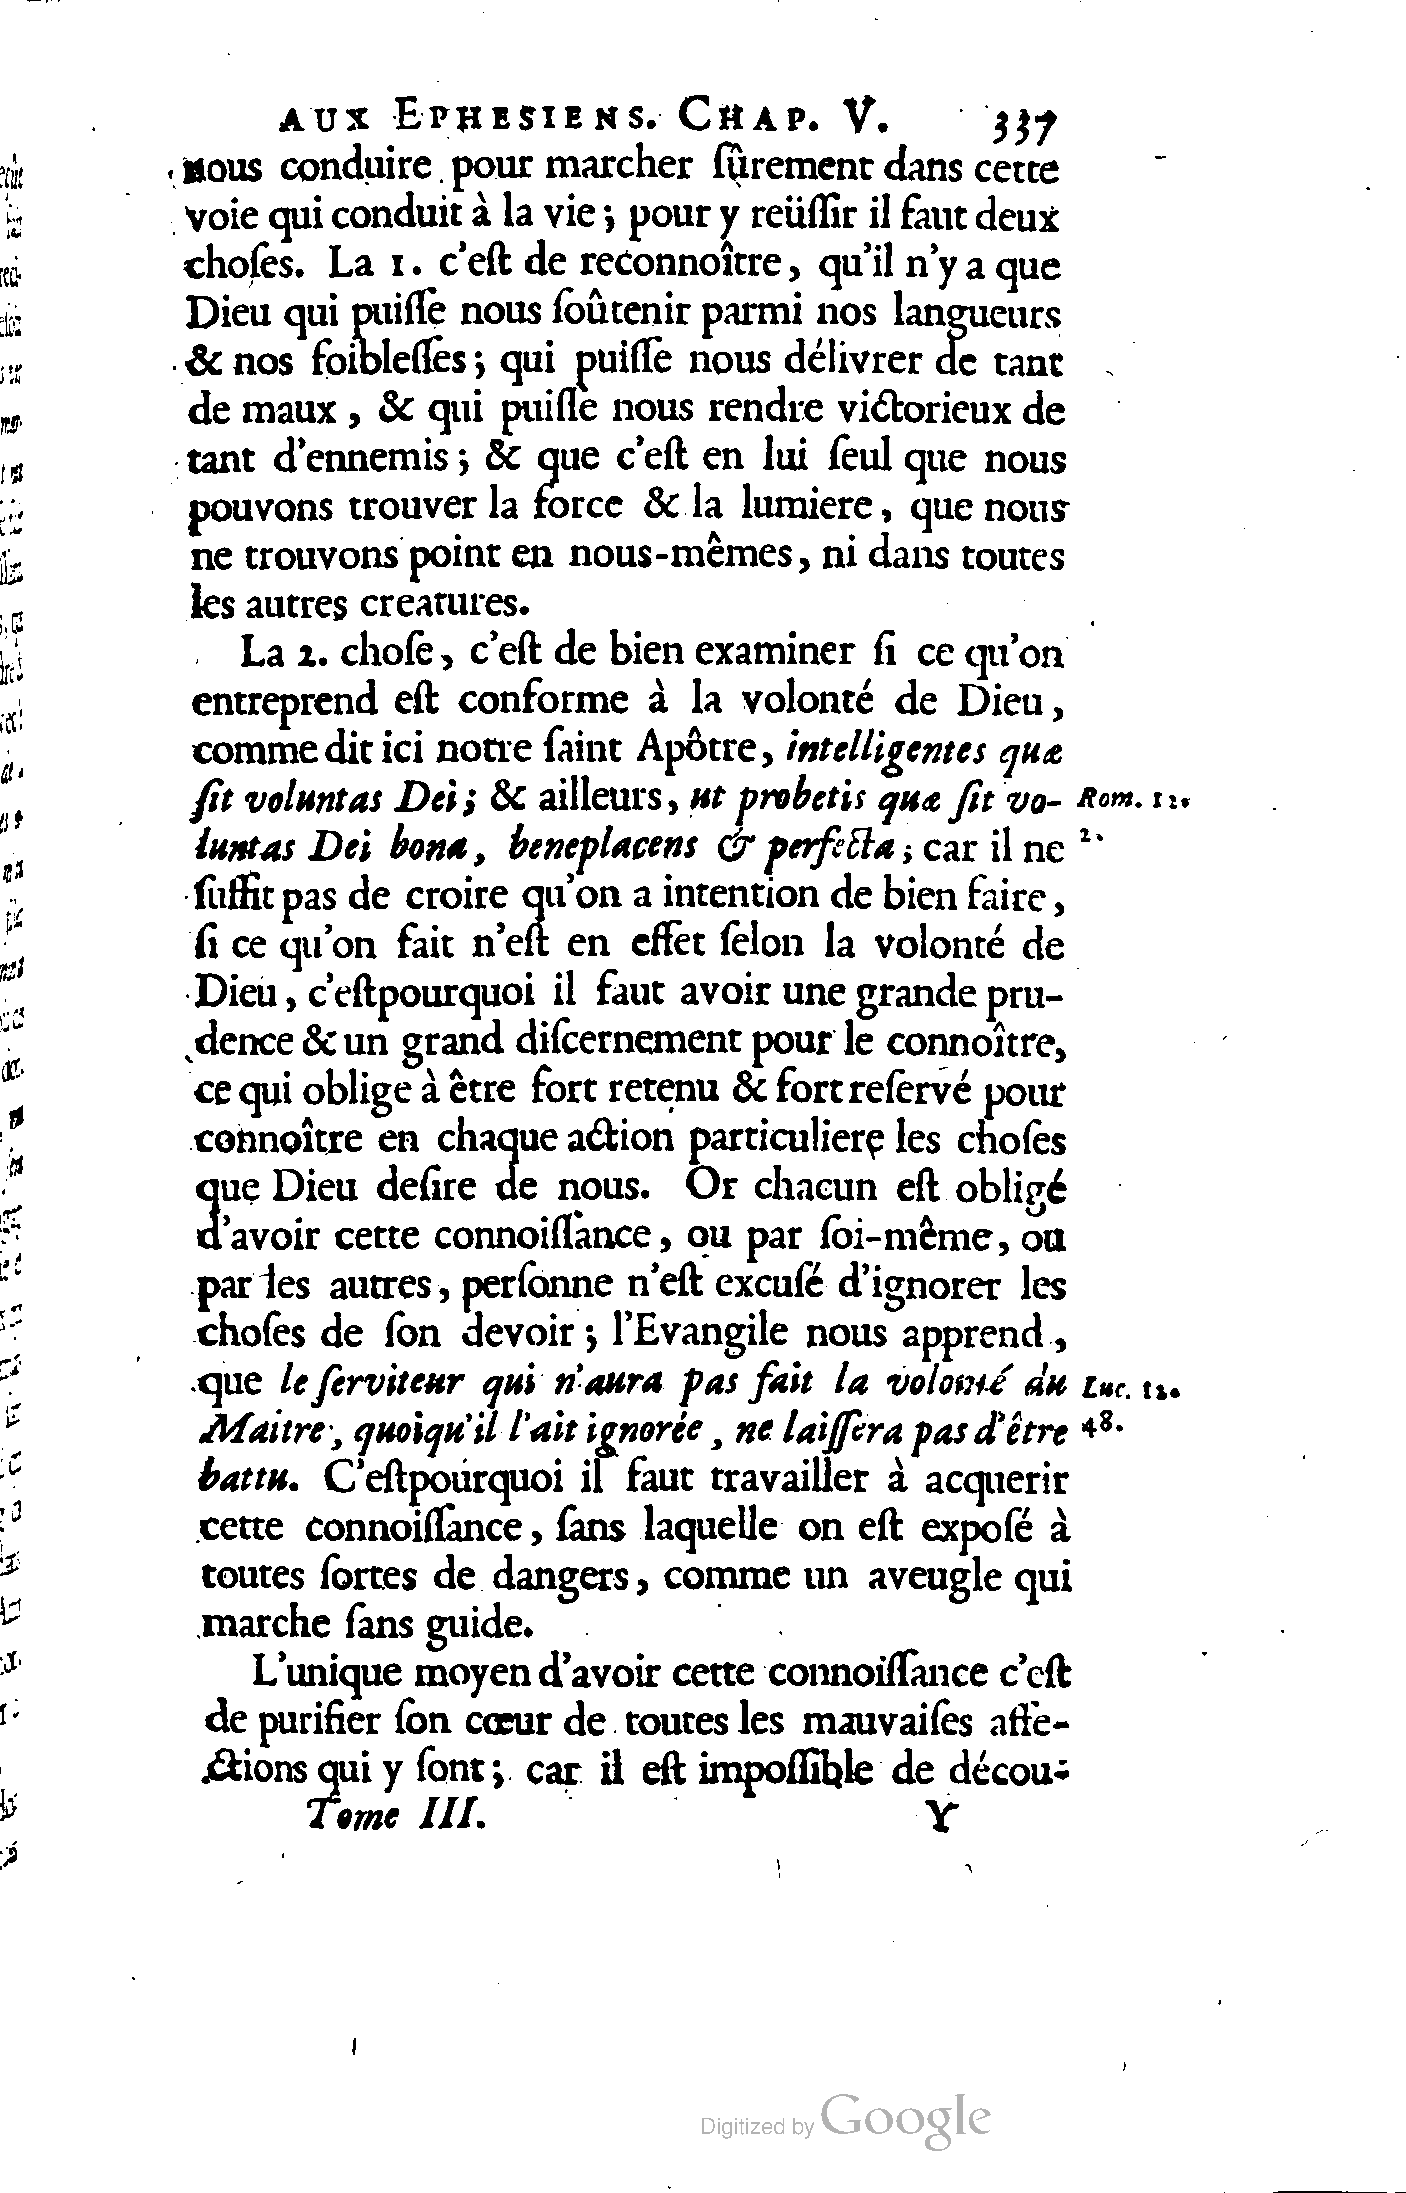 AUX EPHESIENS. CHAP. V. 337
nous conduire pour marcher ſûrement dans cette
voie qui conduit à la vie; pour y reüſſir il faut deux
choſes. La 1. c'eſt de reconnoître, qu'il n'y a que
Dieu qui puiſſe nous ſoûtenir parmi nos langueurs
& nos foibleſſes; qui puiſſe nous délivrer de tant
de maux, & qui puiſſe nous rendre victorieux de
tant d'ennemis; & que c'eſt en lui ſeul que nous
pouvons trouver la force & la lumiere, que nous
ne trouvons point en nous-mêmes, ni dans toutes
les autres creatures.
La 2. choſe, c'eſt de bien examiner ſi ce qu'on
entreprend eſt conforme à la volonté de Dieu,
comme dit ici notre ſaint Apôtre, intelligentes quæ
ſit voluntas Dei; & ailleurs, ut probetis quæ ſit vo- Rom. 12.
luntas Dei bona, beneplacens & perfecta; car il ne 2.
ſuffit pas de croire qu'on a intention de bien faire,
ſi ce qu'on fait n'eſt en effet ſelon la volonté de
Dieu, c'eſtpourquoi il faut avoir une grande pru-
dence & un grand diſcernement pour le connoître,
ce qui oblige à être fort retenu & fort reſervé pour
connoître en chaque action particuliere les choſes
que Dieu deſire de nous. Or chacun eſt obligé
d'avoir cette connoiſſance, ou par ſoi-même, ou
par les autres, perſonne n'eſt excuſé d'ignorer les
choſes de ſon devoir; l'Evangile nous apprend,
que le ſerviteur qui n'aura pas fait la volonté du Luc. 12.
Maitre, quoiqu'il l'ait ignorée, ne laiſſera pas d'être 48.
battu. C'eſtpourquoi il faut travailler à acquerir
cette connoiſſance, ſans laquelle on eſt expoſé à
toutes ſortes de dangers, comme un aveugle qui
marche ſans guide.
L'unique moyen d'avoir cette connoiſſance c'eſt
de purifier ſon cœur de toutes les mauvaiſes affe-
ctions qui y ſont; car il eſt impoſſible de décou-
Tome III. Y
Digitized by Google